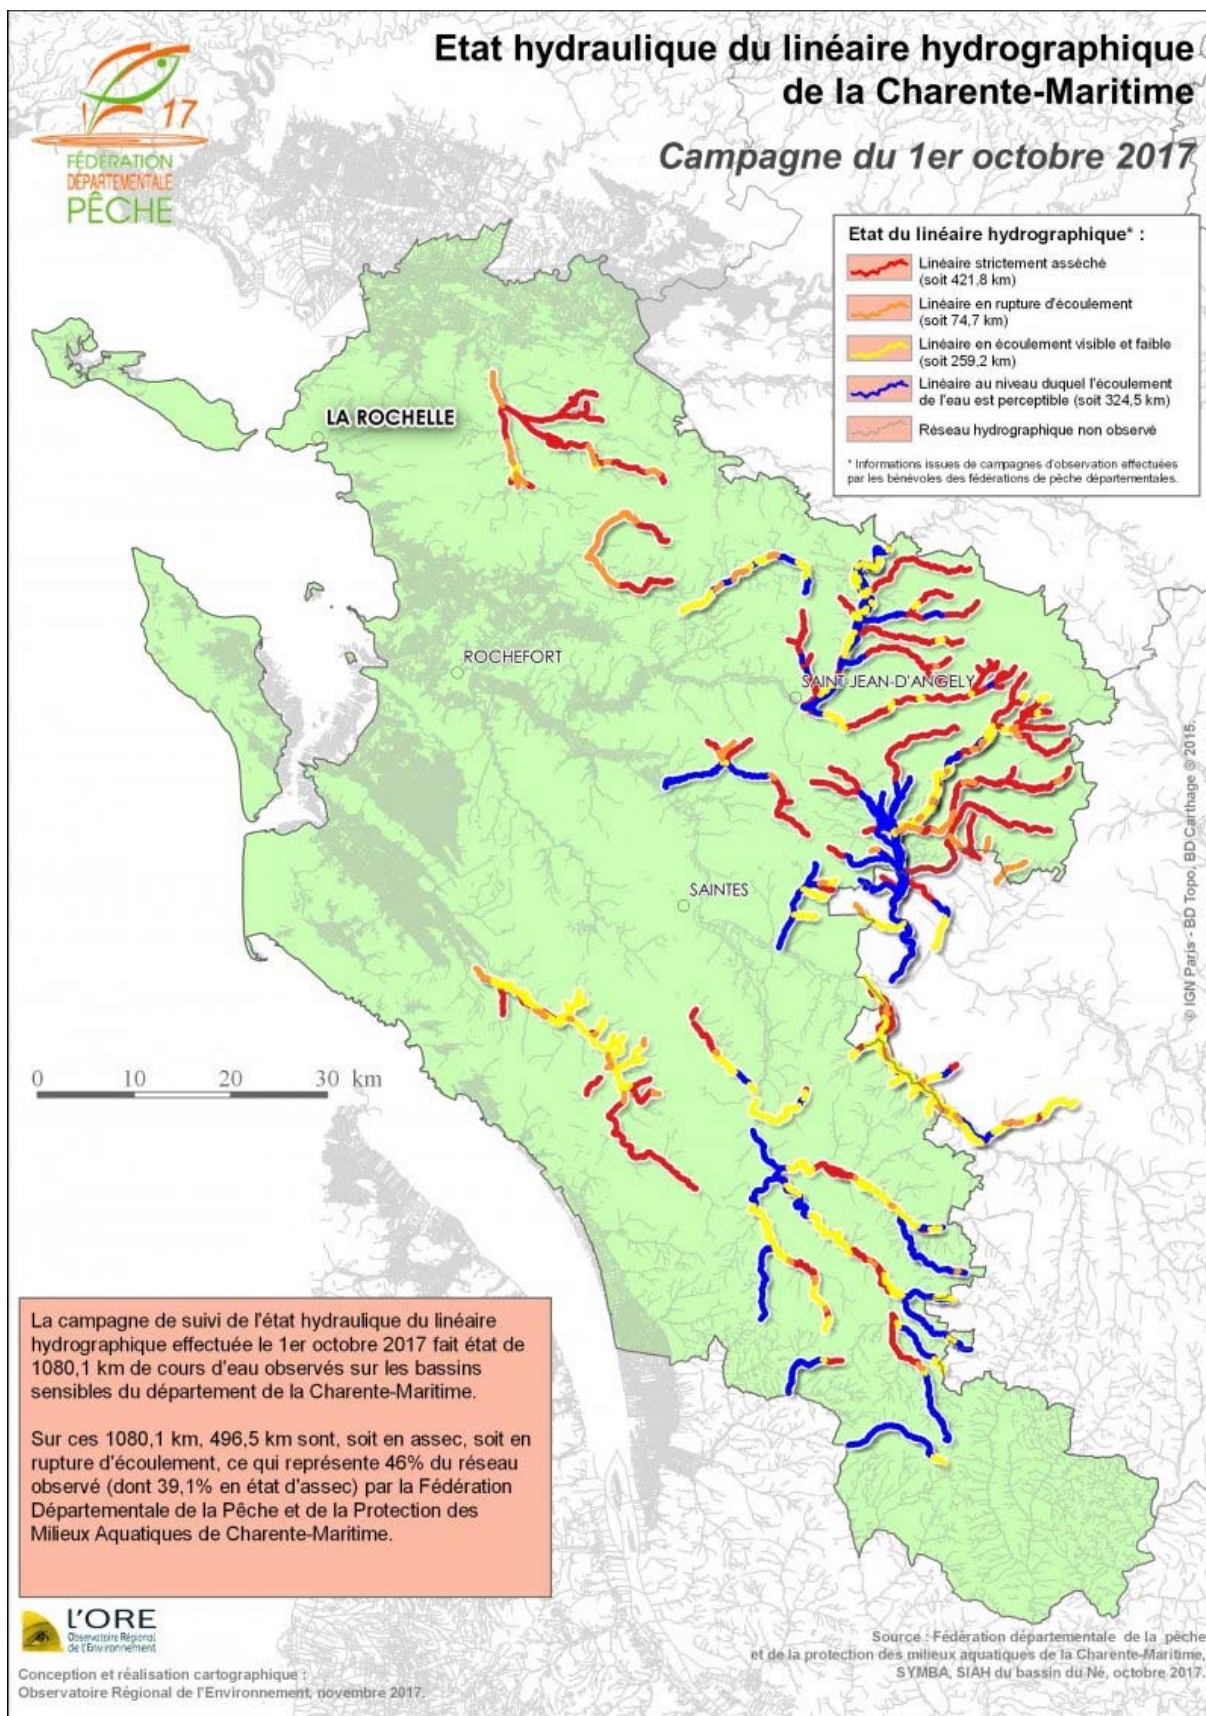 Etat hydraulique du linéaire hydrographique
de la Charente-Maritime
Campagne du 1er octobre 2017
17
FÉDÉRATION
DÉPARTEMENTALE
PÊCHE
Etat du linéaire hydrographique* :
Linéaire strictement asséché
(soit 421,8 km)
Linéaire en rupture d'écoulement
(soit 74,7 km)
Linéaire en écoulement visible et faible
(soit 259,2 km)
Linéaire au niveau duquel l'écoulement
de l'eau est perceptible (soit 324,5 km)
Réseau hydrographique non observé
* Informations issues de campagnes d'observation effectuées
par les bénévoles des fédérations de pêche départementales.
LA ROCHELLE
ROCHEFORT
SAINT-JEAN-D'ANGELY
SAINTES
© IGN Paris - BD Topo, BD Carthage © 2015.
0 10 20 30 km
La campagne de suivi de l'état hydraulique du linéaire
hydrographique effectuée le 1er octobre 2017 fait état de
1080,1 km de cours d'eau observés sur les bassins
sensibles du département de la Charente-Maritime.
Sur ces 1080,1 km, 496,5 km sont, soit en assec, soit en
rupture d'écoulement, ce qui représente 46% du réseau
observé (dont 39,1% en état d'assec) par la Fédération
Départementale de la Pêche et de la Protection des
Milieux Aquatiques de Charente-Maritime.
L'ORE
Observatoire Régional
de l'Environnement
Conception et réalisation cartographique :
Observatoire Régional de l'Environnement, novembre 2017.
Source : Fédération départementale de la pêche
et de la protection des milieux aquatiques de la Charente-Maritime,
SYMBA, SIAH du bassin du Né, octobre 2017.